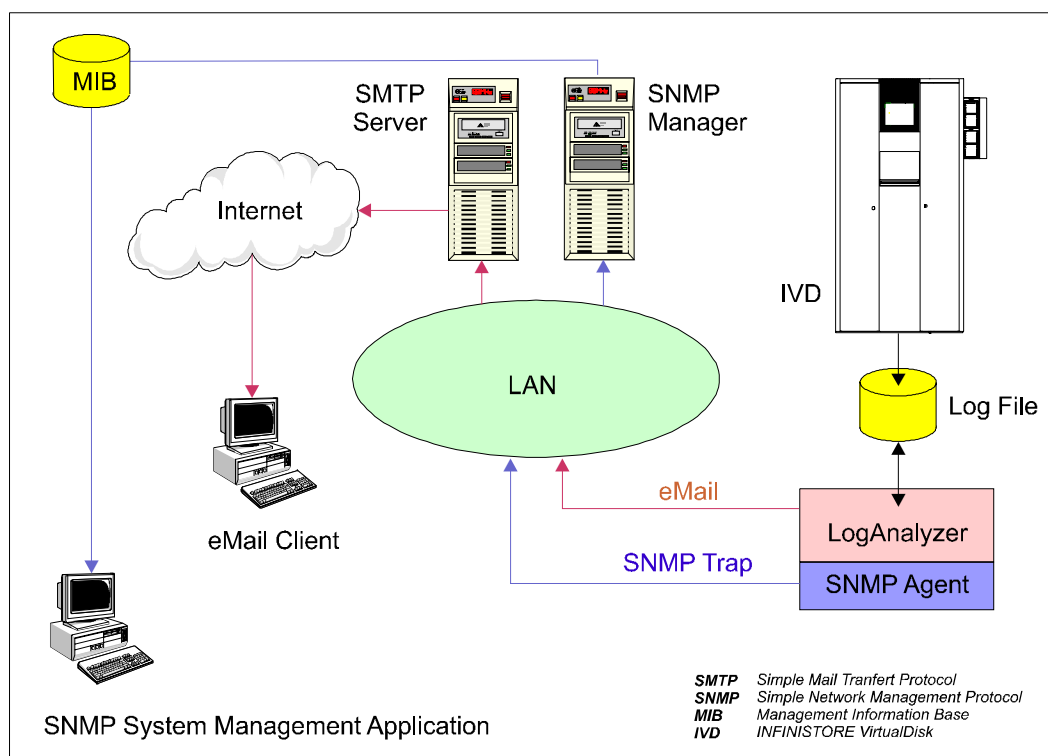 MIB
SMTP
Server
SNMP
Manager
Internet
IVD
LAN
Log File
eMail
LogAnalyzer
eMail Client
SNMP Trap
SNMP Agent
SNMP System Management Application
SMTP Simple Mail Tranfert Protocol
SNMP Simple Network Management Protocol
MIB Management Information Base
IVD INFINISTORE VirtualDisk